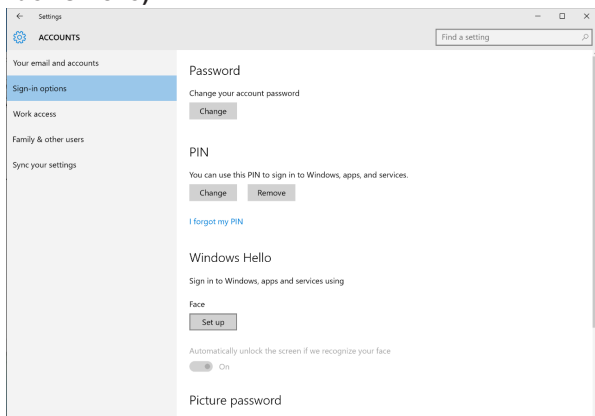 Settings
ACCOUNTS
Find a setting
Your email and accounts
Sign-in options
Work access
Family & other users
Sync your settings
Password
Change your account password
Change
PIN
You can use this PIN to sign in to Windows, apps, and services.
Change Remove
I forgot my PIN
Windows Hello
Sign in to Windows, apps and services using
Face
Set up
Automatically unlock the screen if we recognize your face
On
Picture password